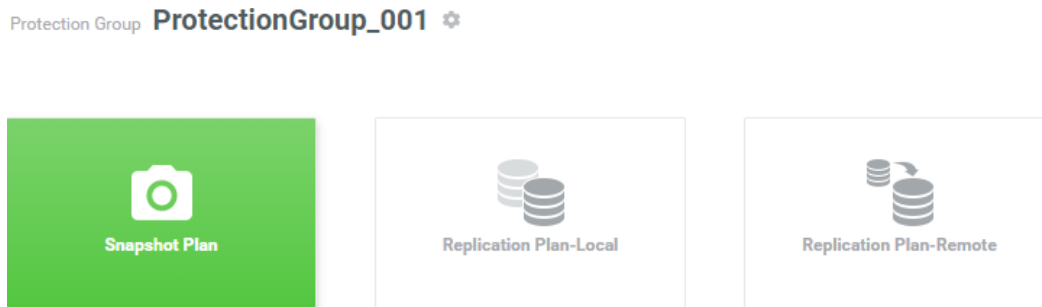 Protection Group ProtectionGroup_001
Snapshot Plan
Replication Plan-Local
Replication Plan-Remote